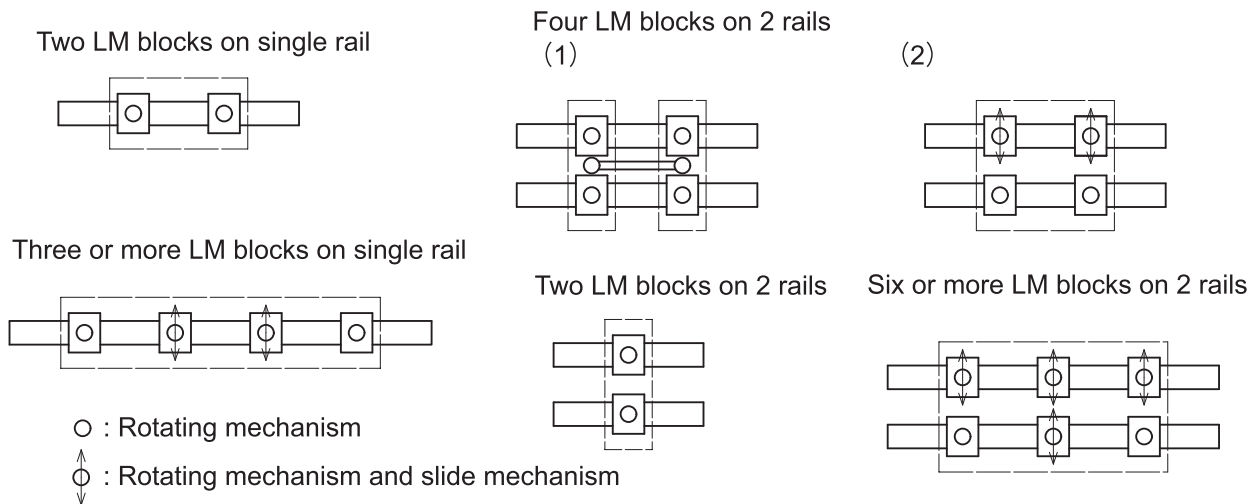 Two LM blocks on single rail
Four LM blocks on 2 rails
(1)
(2)
Three or more LM blocks on single rail
Two LM blocks on 2 rails
Six or more LM blocks on 2 rails
: Rotating mechanism
: Rotating mechanism and slide mechanism